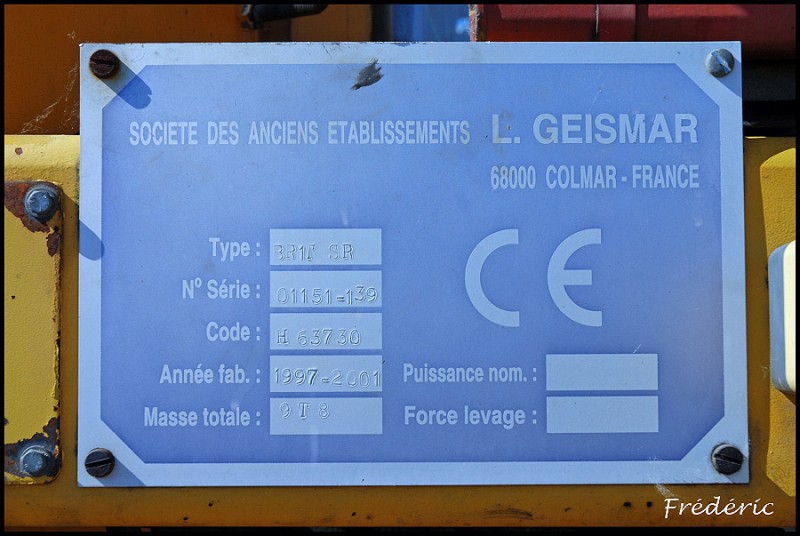 SOCIETE DES ANCIENS ETABLISSEMENTS L. GEISMAR
68000 COLMAR - FRANCE
Type : SR
N° Série : 01151-139
Code : H 63730
CE
Année fab. : 1997-2001 Puissance nom. :
Masse totale : 9T8 Force levage :
Frédéric